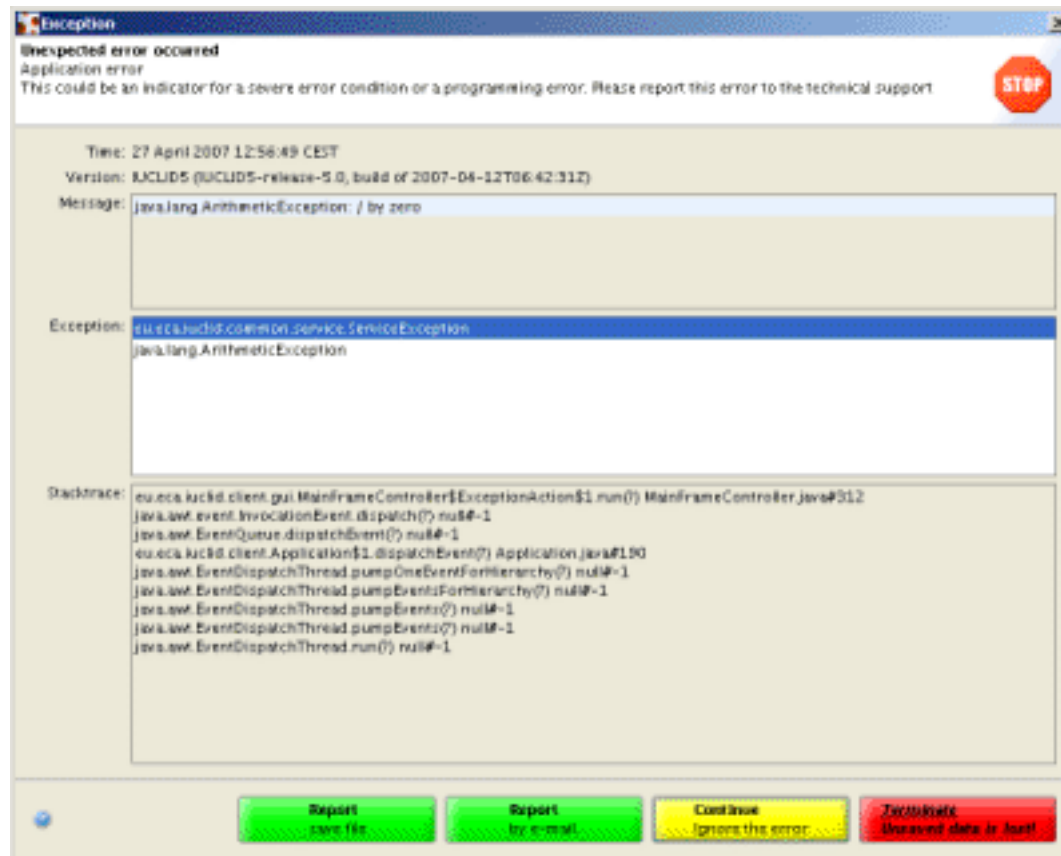 Exception
Unexpected error occurred
Application error
This could be an indicator for a severe error condition or a programming error. Please report this error to the technical support
STOP
Time: 27 April 2007 12:56:49 CEST
Version: IUCLID5 (IUCLID5-release-5.0, build of 2007-04-12T06:42:31Z)
Message: java.lang.ArithmeticException: / by zero
Exception: eu.eca.iuclid.common.service.ServiceException
java.lang.ArithmeticException
Stacktrace: eu.eca.iuclid.client.gui.MainFrameController$ExceptionAction$1.run(?) MainFrameController.java#312
java.awt.event.InvocationEvent.dispatch(?) null#-1
java.awt.EventQueue.dispatchEvent(?) null#-1
eu.eca.iuclid.client.Application$1.dispatchEvent(?) Application.java#190
java.awt.EventDispatchThread.pumpOneEventForHierarchy(?) null#-1
java.awt.EventDispatchThread.pumpEventsForHierarchy(?) null#-1
java.awt.EventDispatchThread.pumpEvents(?) null#-1
java.awt.EventDispatchThread.pumpEvents(?) null#-1
java.awt.EventDispatchThread.run(?) null#-1
Report
save file
Report
by e-mail
Continue
Ignore the error
Terminate
Unsaved data is lost!